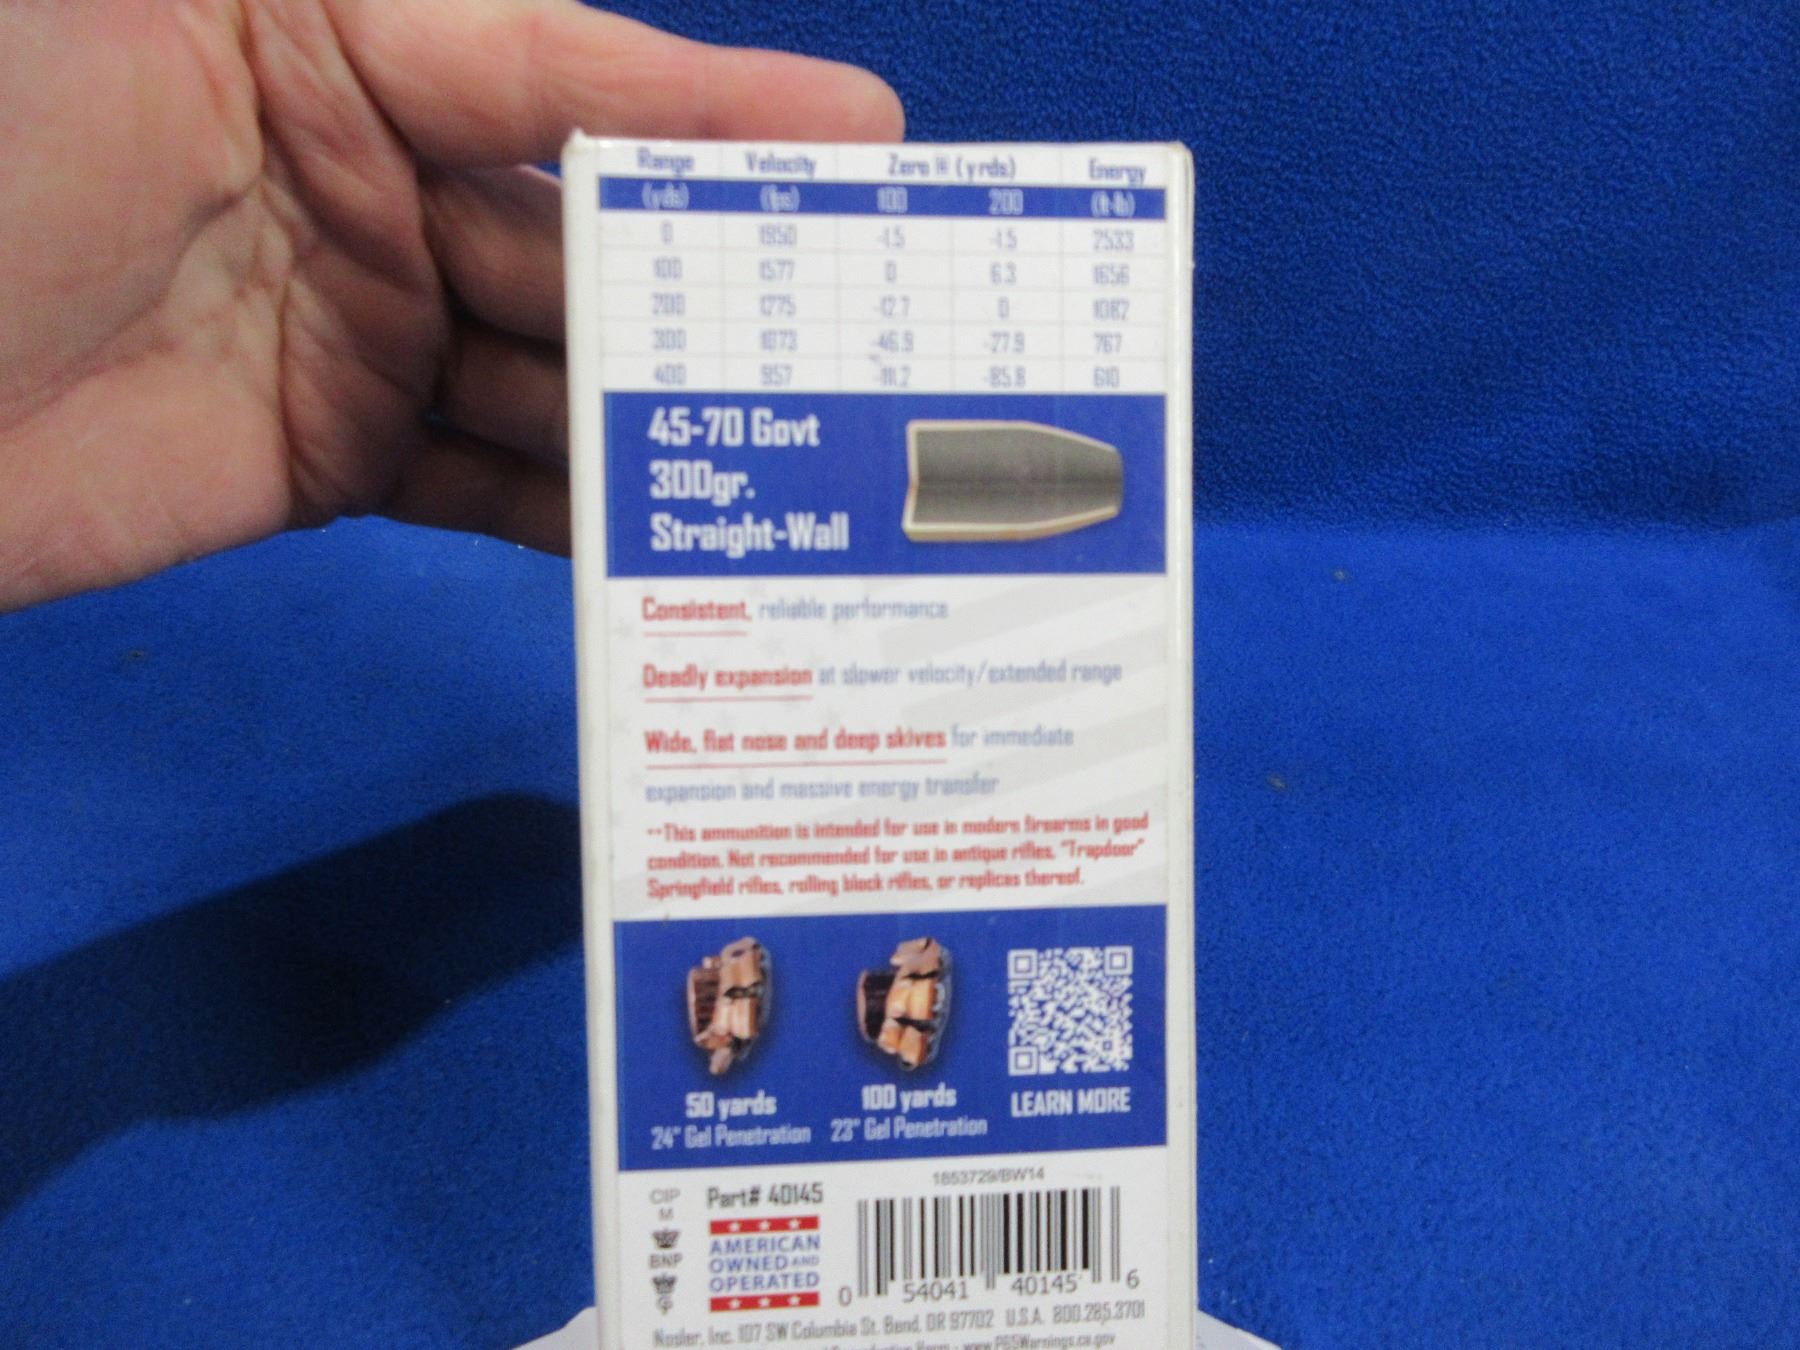 Range Velocity Zero (yrds) Energy
(yds) (fps) 100 200 (ft-lb)
0 1950 -1.5 -1.5 2533
100 1577 0 6.3 1656
200 1275 -12.7 0 1082
300 1073 -46.9 -27.9 767
400 957 -111.2 -85.8 610
45-70 Govt
300gr.
Straight-Wall
Consistent, reliable performance
Deadly expansion at slower velocity/extended range
Wide, flat nose and deep skives for immediate
expansion and massive energy transfer
**This ammunition is intended for use in modern firearms in good
condition. Not recommended for use in antique rifles, "Trapdoor"
Springfield rifles, rolling block rifles, or replicas thereof.
50 yards
24" Gel Penetration
100 yards
23" Gel Penetration
LEARN MORE
1853729/BW14
CIP
M
BNP
Part# 40145
AMERICAN
OWNED AND
OPERATED
0 54041 40145 6
Nosler, Inc. 107 SW Columbia St. Bend, OR 97702 U.S.A. 800.285.3701
Reproductive Harm - www.P65Warnings.ca.gov